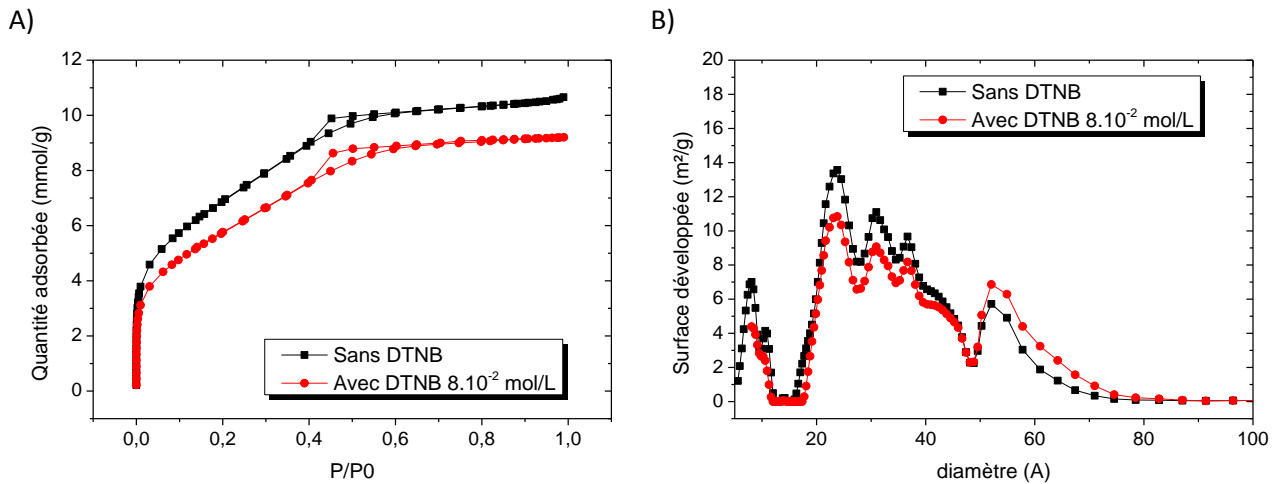 A)
Quantité adsorbée (mmol/g)
12
10
8
6
4
2
0
Sans DTNB
Avec DTNB 8.10⁻² mol/L
0,0 0,2 0,4 0,6 0,8 1,0
P/P0
B)
Surface développée (m²/g)
20
18
16
14
12
10
8
6
4
2
0
Sans DTNB
Avec DTNB 8.10⁻² mol/L
20 40 60 80 100
diamètre (A)